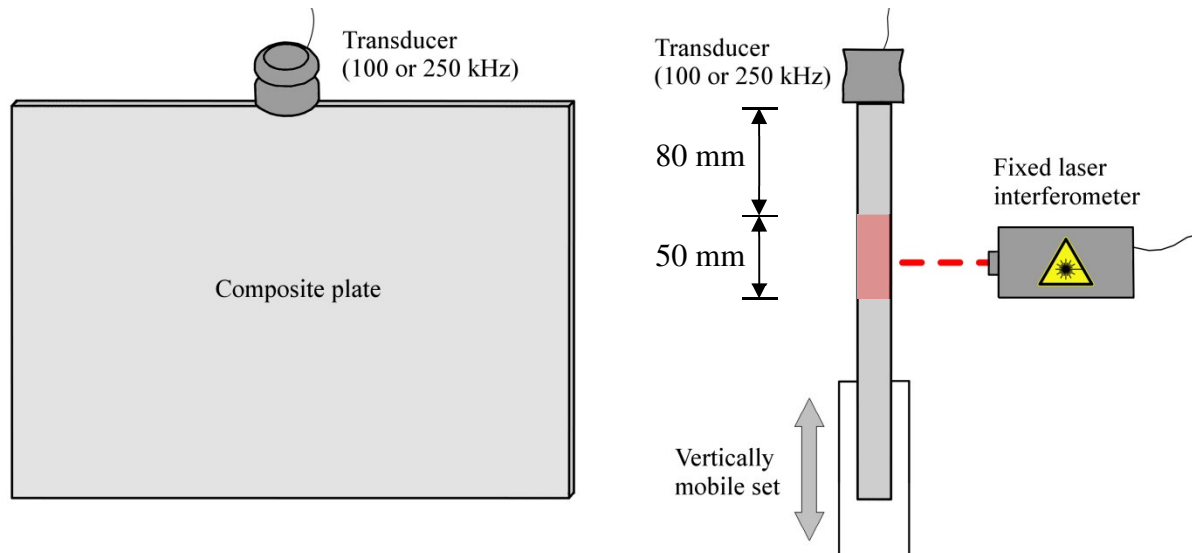 Transducer
(100 or 250 kHz)
Composite plate
Transducer
(100 or 250 kHz)
80 mm
50 mm
Fixed laser
interferometer
Vertically
mobile set